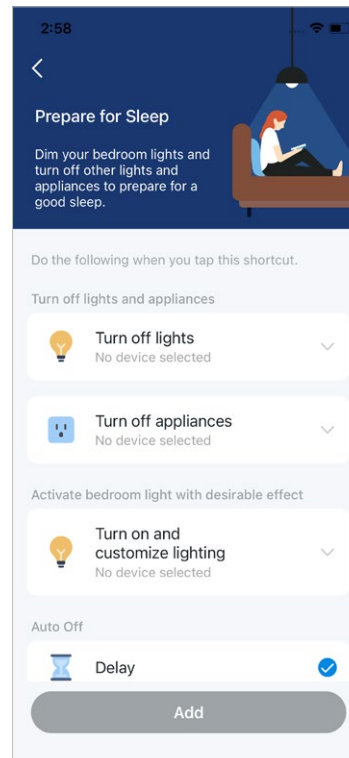 2:58
Prepare for Sleep
Dim your bedroom lights and
turn off other lights and
appliances to prepare for a
good sleep.
Do the following when you tap this shortcut.
Turn off lights and appliances
Turn off lights
No device selected
Turn off appliances
No device selected
Activate bedroom light with desirable effect
Turn on and
customize lighting
No device selected
Auto Off
Delay
Add